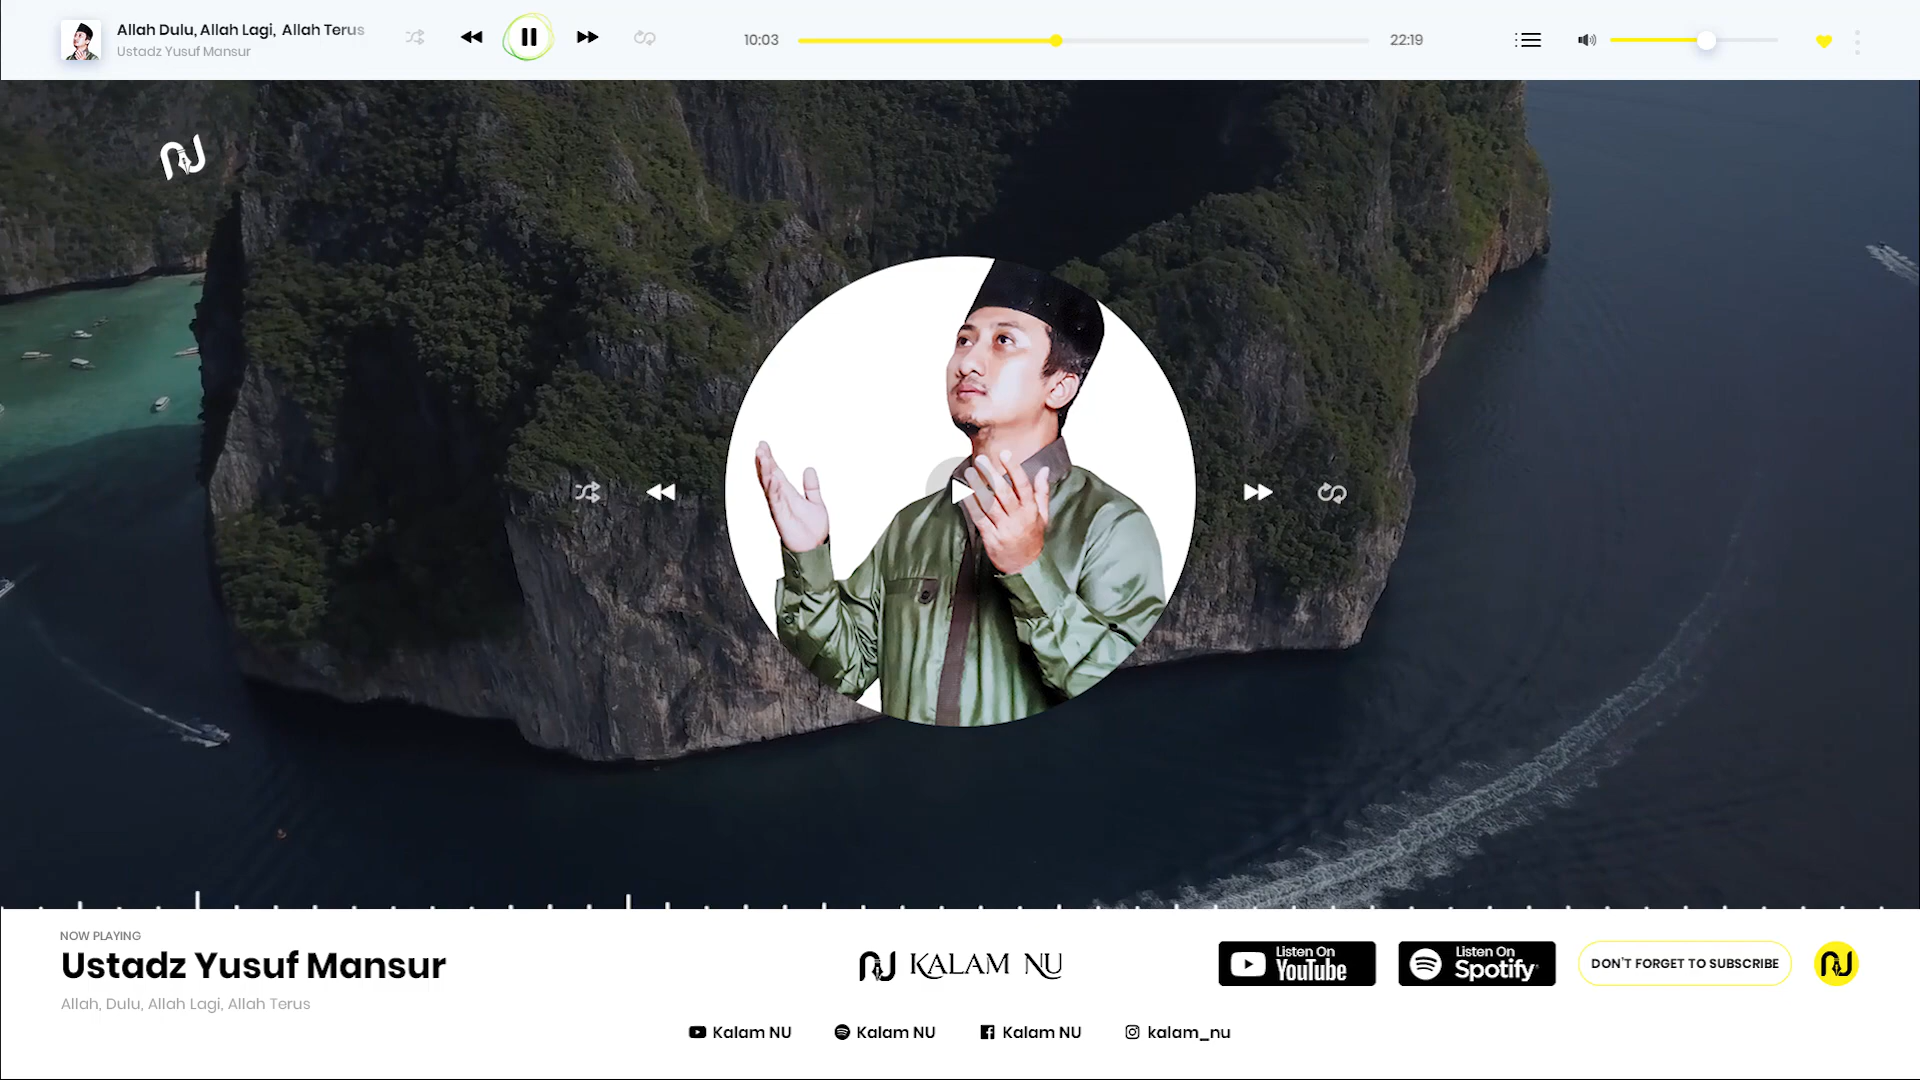 Allah Dulu, Allah Lagi, Allah Terus
Ustadz Yusuf Mansur
10:03
22:19
NOW PLAYING
Ustadz Yusuf Mansur
Allah, Dulu, Allah Lagi, Allah Terus
KALAM NU
Listen On
YouTube
Listen On
Spotify
DON'T FORGET TO SUBSCRIBE
Kalam NU
Kalam NU
Kalam NU
kalam_nu